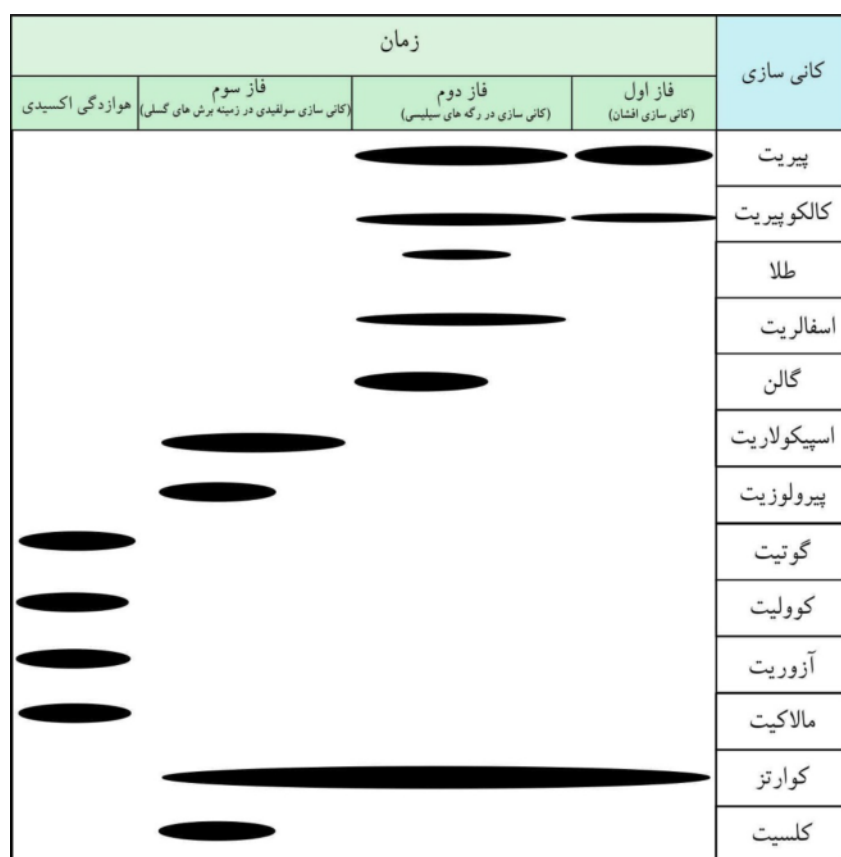 کانی سازی
زمان
فاز اول
(کانی سازی افشان)
فاز دوم
(کانی سازی در رگه های سیلیسی)
فاز سوم
(کانی سازی سولفیدی در زمینه برش های گسلی)
هوازدگی اکسیدی
پیریت
کالکوپیریت
طلا
اسفالریت
گالن
اسپیکولاریت
پیرولوزیت
گوتیت
کوولیت
آزوریت
مالاکیت
کوارتز
کلسیت